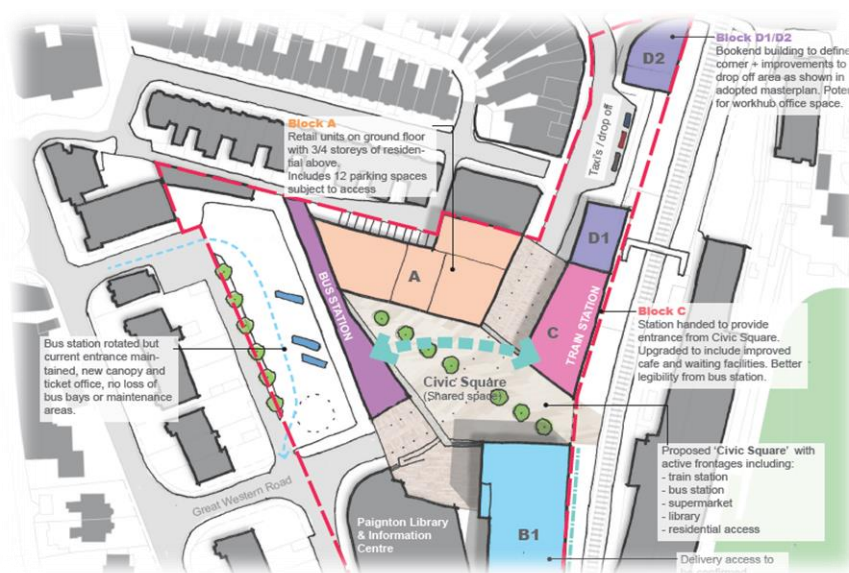 Block D1/D2
Bookend building to define
corner + improvements to
drop off area as shown in
adopted masterplan.
for workhub office space.
D2
Block A
Retail units on ground floor
with 3/4 storeys of residen-
tial above.
Includes 12 parking spaces
subject to access
Taxi's / drop off
D1
BUS STATION
A
C
TRAIN STATION
Block C
Station handed to provide
entrance from Civic Square.
Upgraded to include improved
cafe and waiting facilities. Better
legibility from bus station.
Bus station rotated but
current entrance main-
tained, new canopy and
ticket office, no loss of
bus bays or maintenance
areas.
Civic Square
(Shared space)
Proposed 'Civic Square' with
active frontages including:
- train station
- bus station
- supermarket
- library
- residential access
Great Western Road
Paignton Library
& Information
Centre
B1
Delivery access to
be confirmed